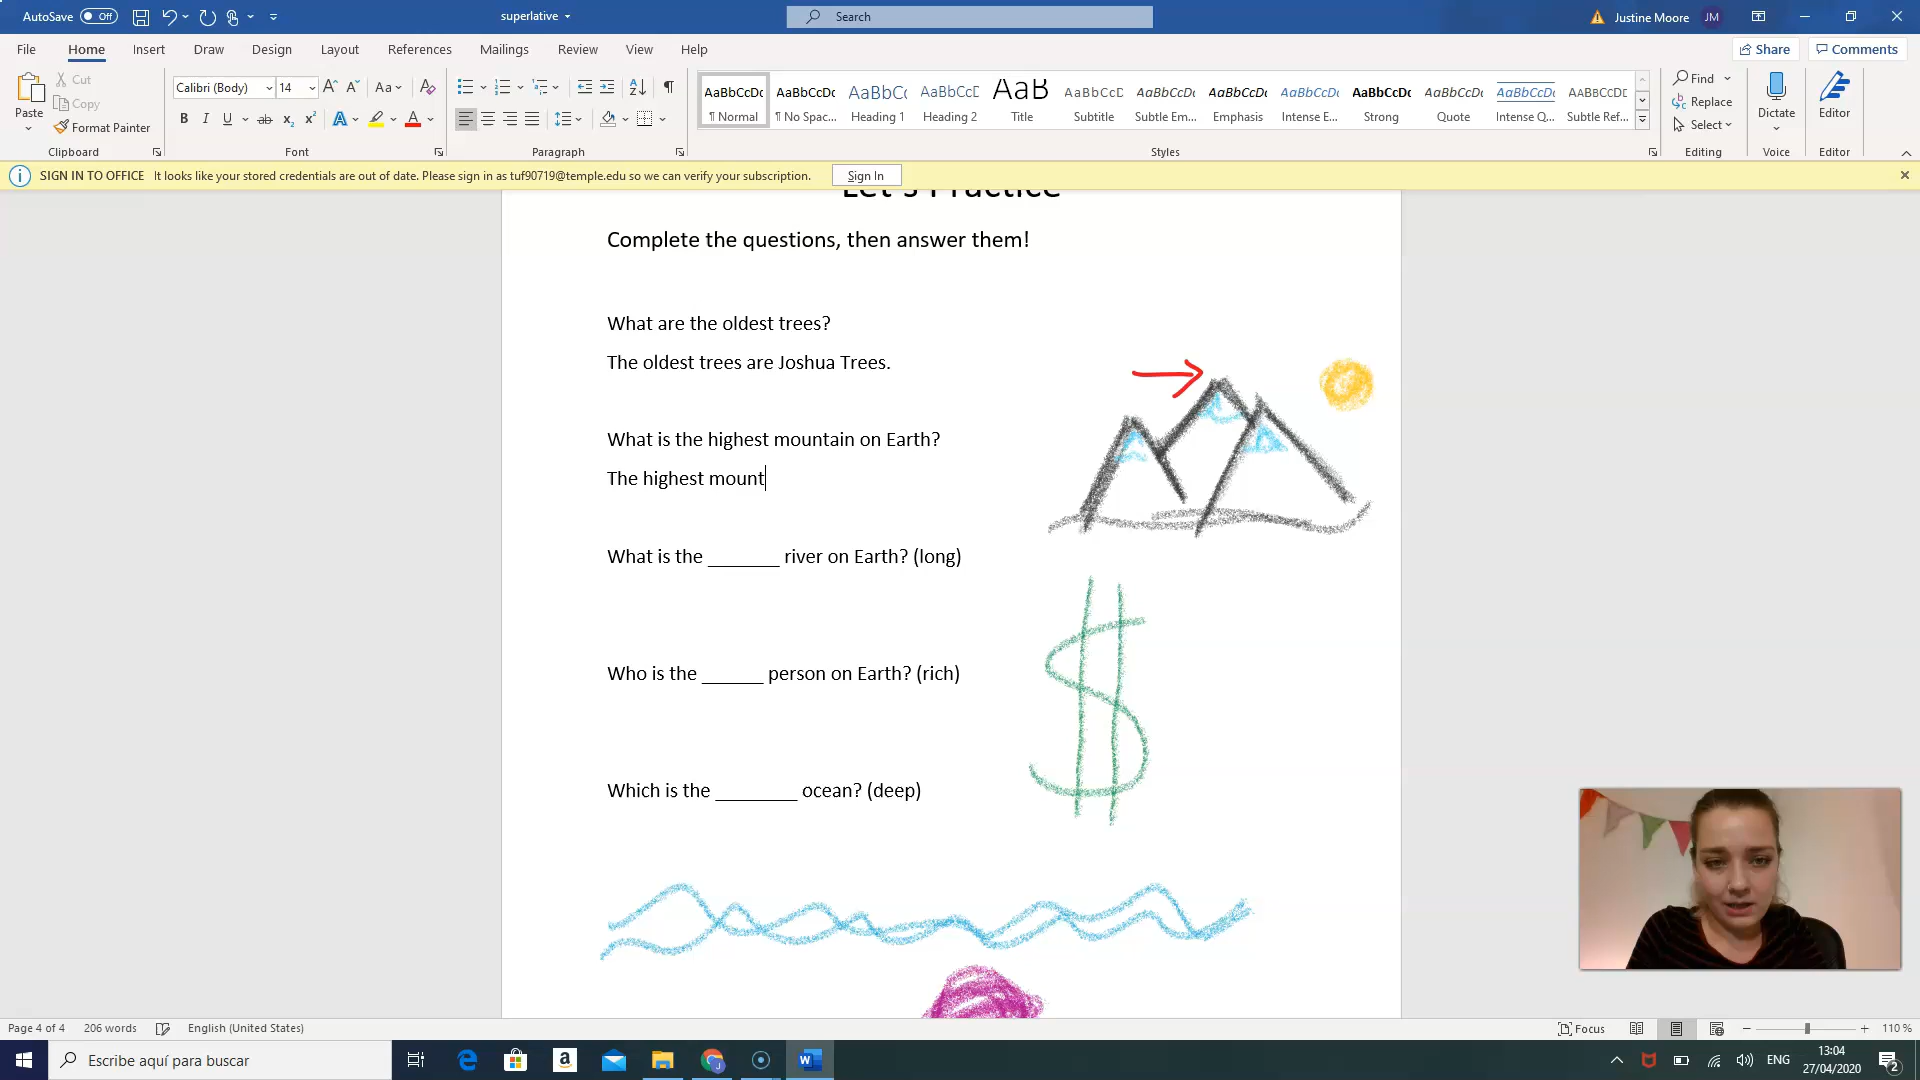 AutoSave Off superlative Search Justine Moore JM
File Home Insert Draw Design Layout References Mailings Review View Help Share Comments
Paste Cut Copy Format Painter Clipboard
Calibri (Body) 14 Aa Font
Paragraph
AaBbCcDc ¶ Normal
AaBbCcDc ¶ No Spac...
AaBbCc Heading 1
AaBbCcD Heading 2
AaB Title
AaBbCcD Subtitle
AaBbCcDc Subtle Em...
AaBbCcDc Emphasis
AaBbCcDc Intense E...
AaBbCcDc Strong
AaBbCcDc Quote
AaBbCcDc Intense Q...
AaBbCcDc Subtle Ref...
Styles
Find Replace Select Editing
Dictate Voice
Editor Editor
SIGN IN TO OFFICE It looks like your stored credentials are out of date. Please sign in as tuf90719@temple.edu so we can verify your subscription. Sign In
Let's Practice
Complete the questions, then answer them!
What are the oldest trees?
The oldest trees are Joshua Trees.
What is the highest mountain on Earth?
The highest mount
What is the _______ river on Earth? (long)
Who is the ______ person on Earth? (rich)
Which is the ________ ocean? (deep)
Page 4 of 4 206 words English (United States) Focus 110 %
Escribe aquí para buscar ENG 13:04
27/04/2020 2